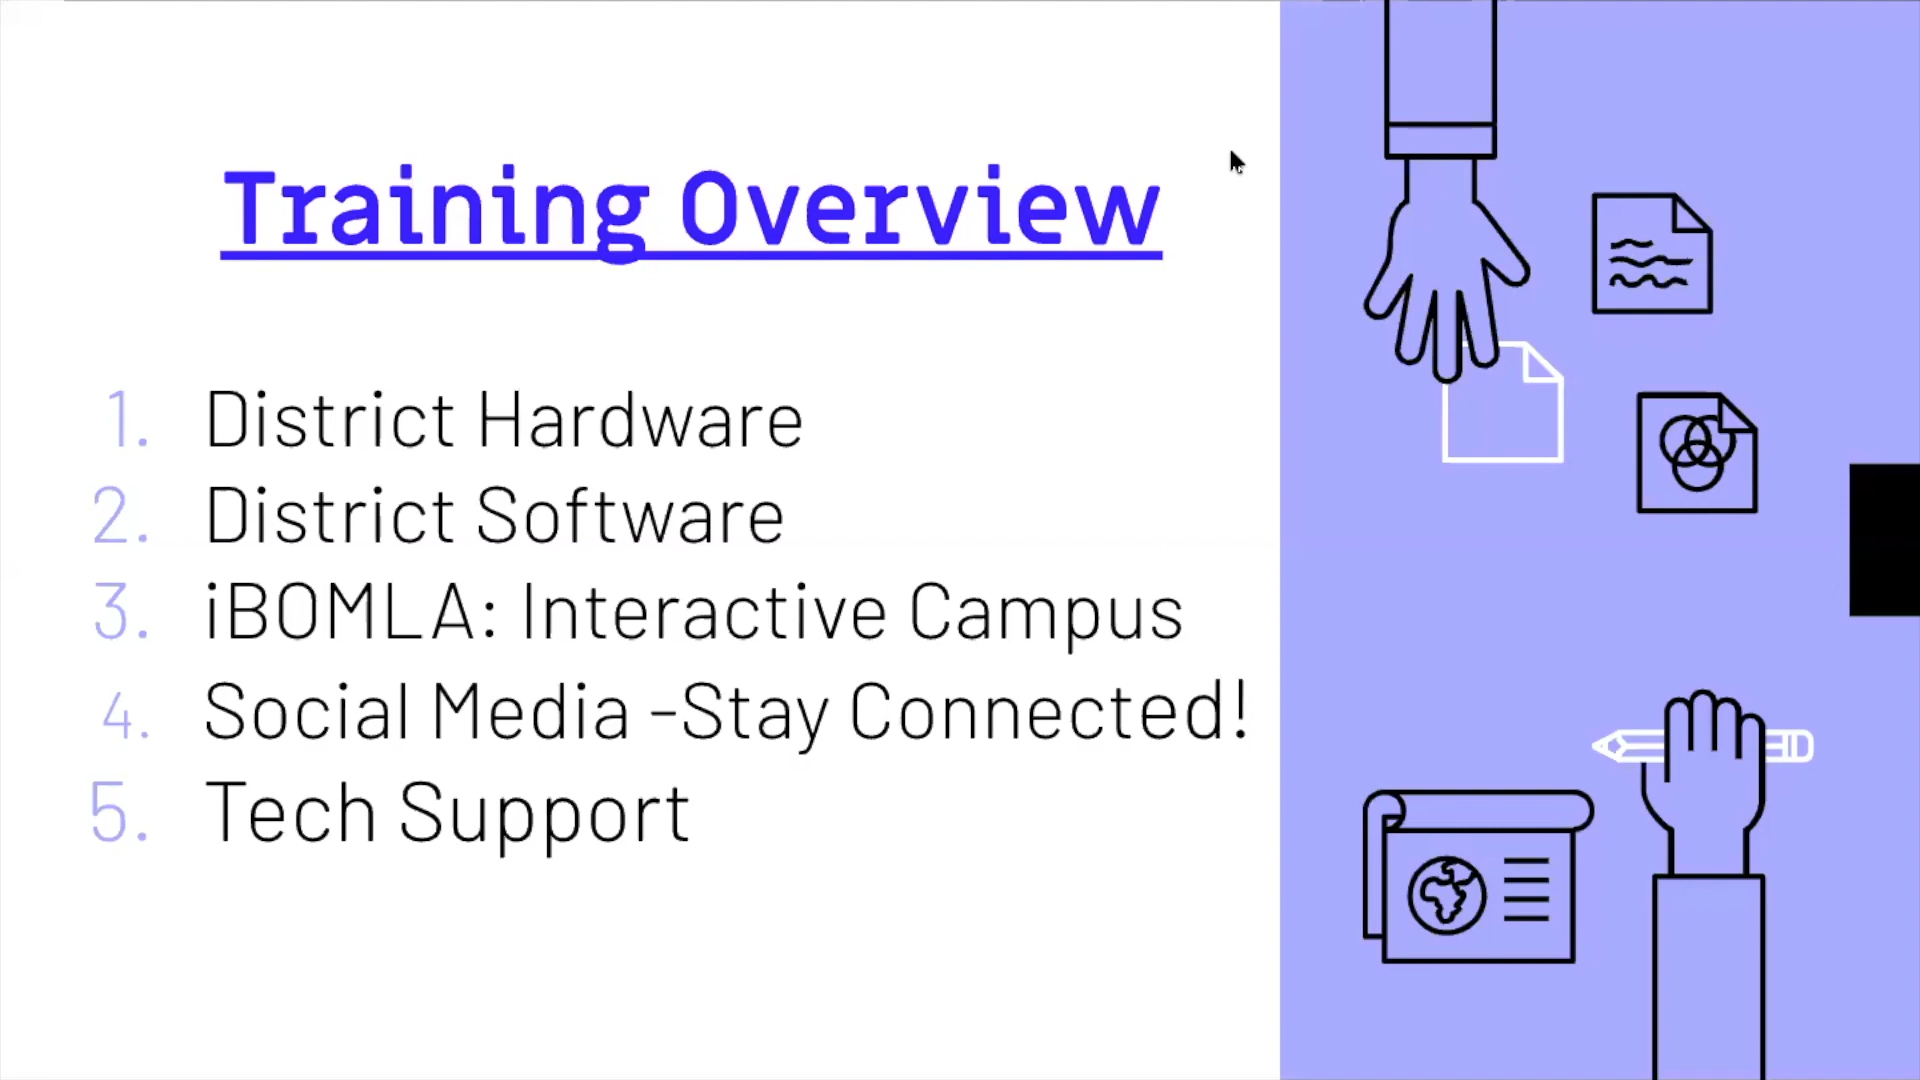 Training Overview
1. District Hardware
2. District Software
3. iBOMLA: Interactive Campus
4. Social Media -Stay Connected!
5. Tech Support